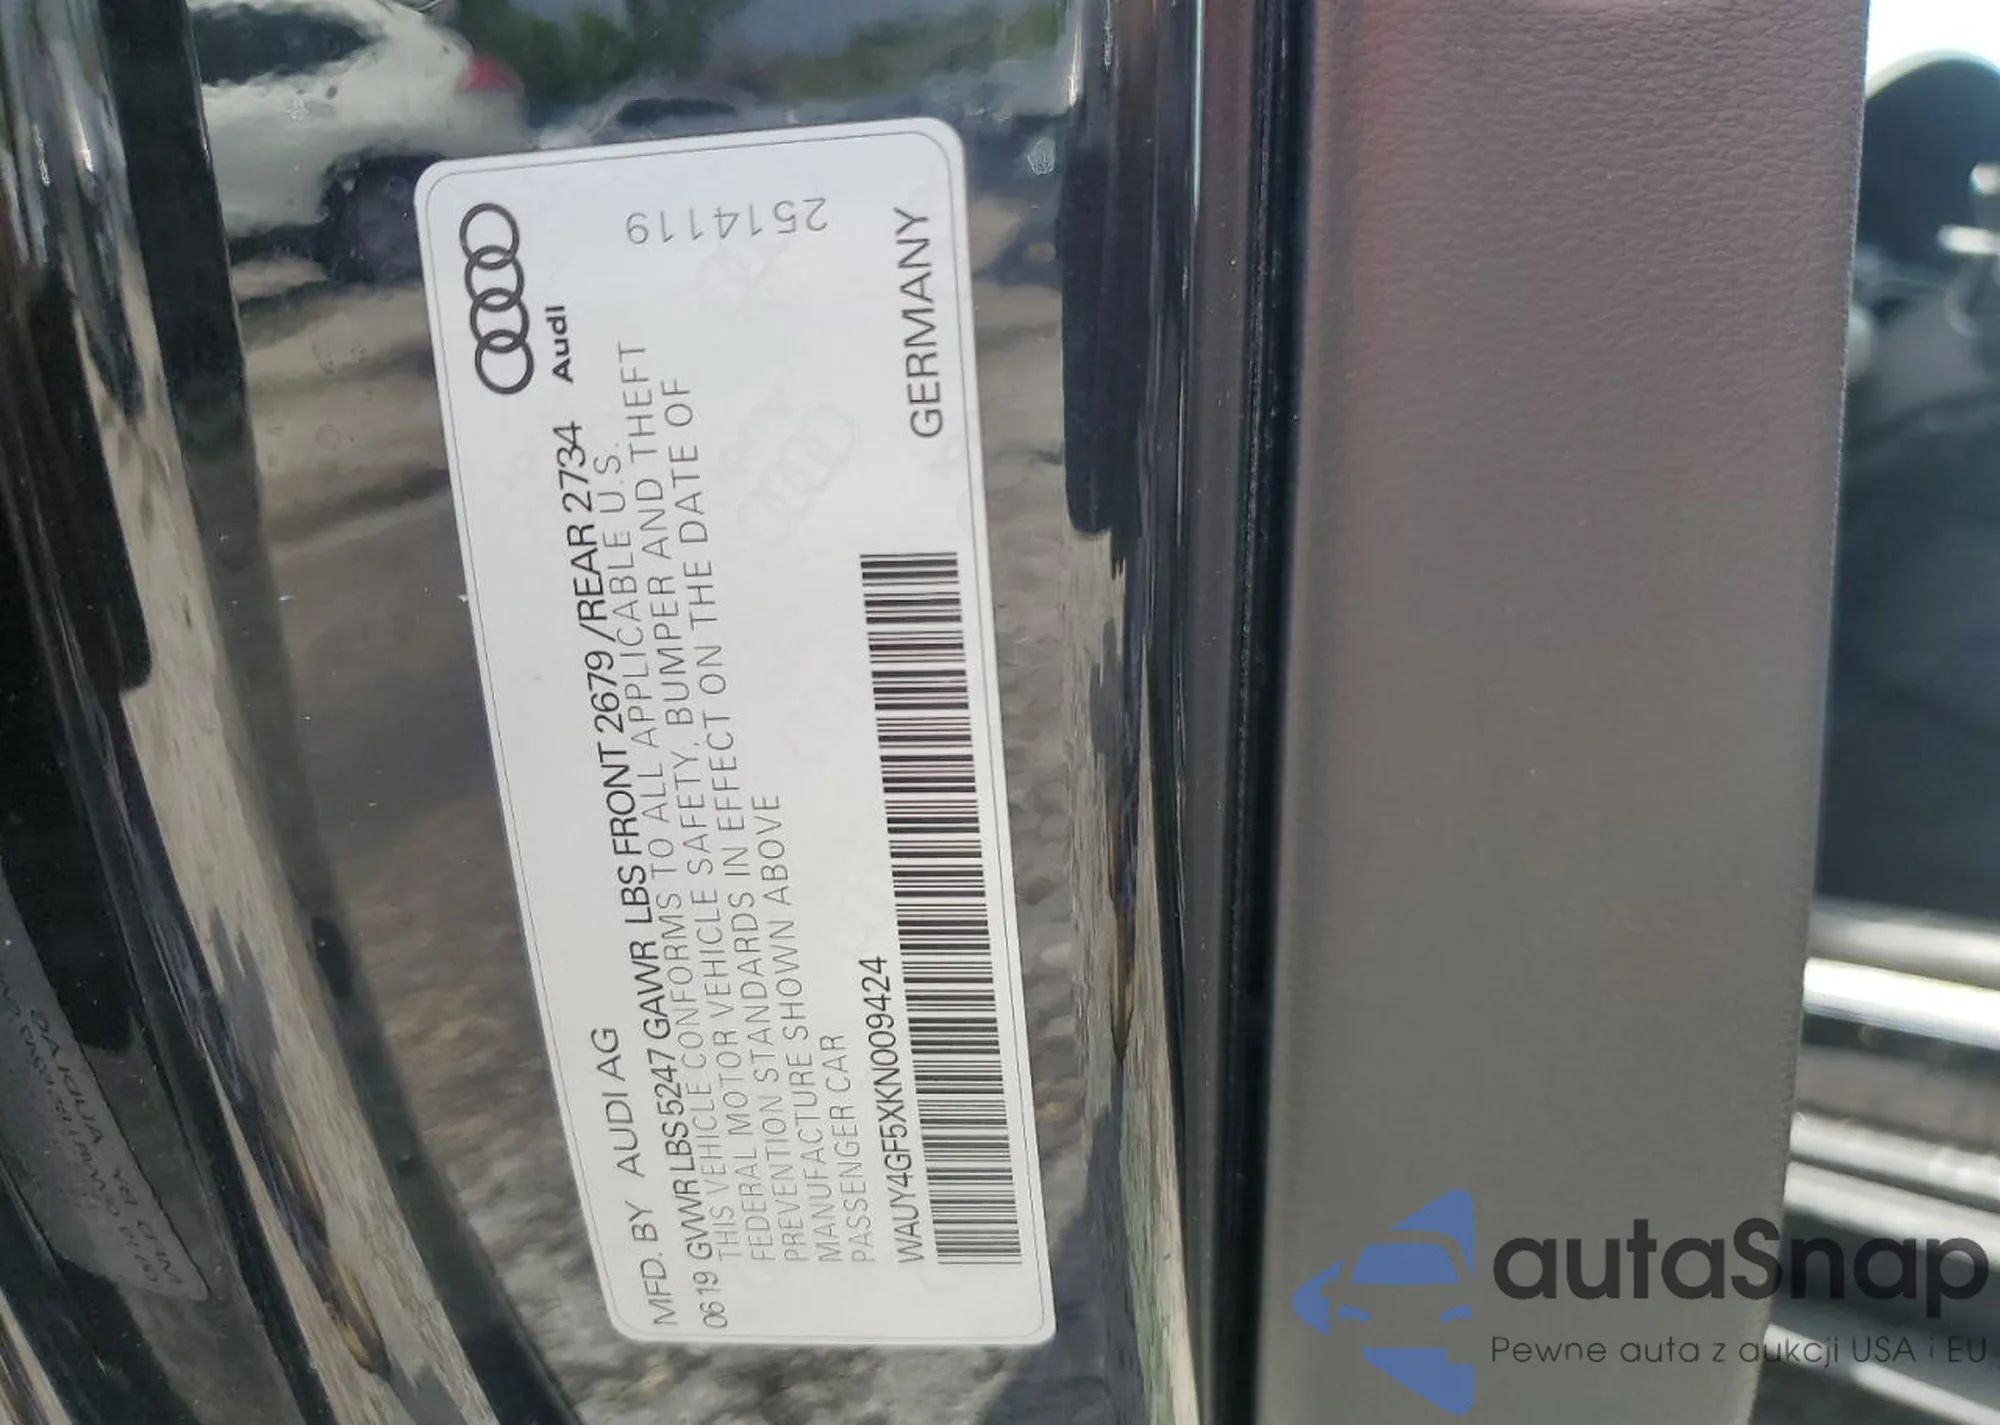 Audi
MFD. BY AUDI AG
06 19 GVWR LBS 5247 GAWR LBS FRONT 2679 /REAR 2734
THIS VEHICLE CONFORMS TO ALL APPLICABLE U.S.
FEDERAL MOTOR VEHICLE SAFETY, BUMPER AND THEFT
PREVENTION STANDARDS IN EFFECT ON THE DATE OF
MANUFACTURE SHOWN ABOVE
PASSENGER CAR
WAUY4GF5XKN009424
GERMANY
2514119
autaSnap
Pewne auta z aukcji USA i EU